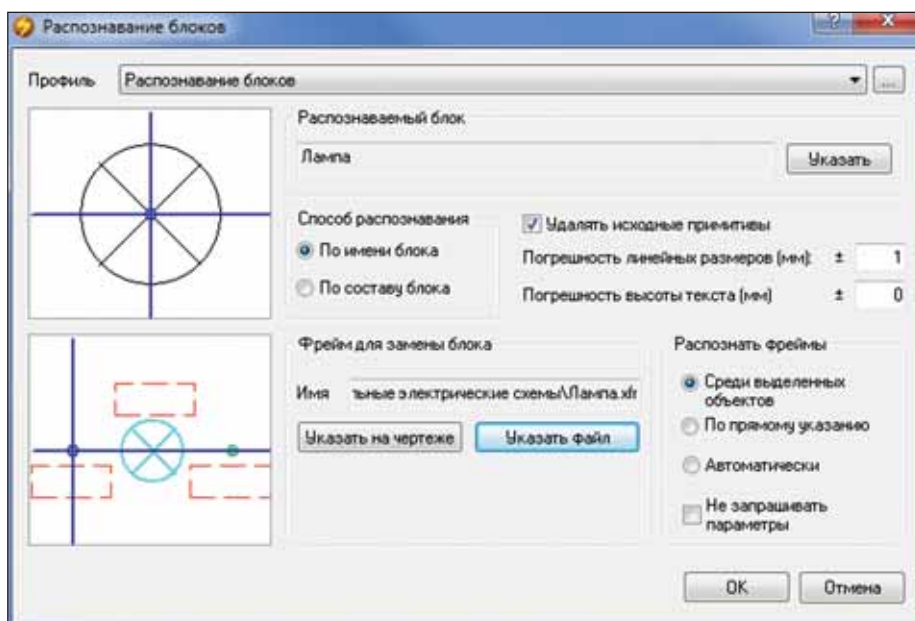 Распознавание блоков
Профиль Распознавание блоков ...
Распознаваемый блок
Лампа Указать
Способ распознавания
По имени блока
По составу блока
Удалять исходные примитивы
Погрешность линейных размеров (мм): ± 1
Погрешность высоты текста (мм) ± 0
Фрейм для замены блока
Имя ьные электрические схемы\Лампа.xfr
Указать на чертеже Указать файл
Распознать фреймы
Среди выделенных
объектов
По прямому указанию
Автоматически
Не запрашивать
параметры
OK Отмена